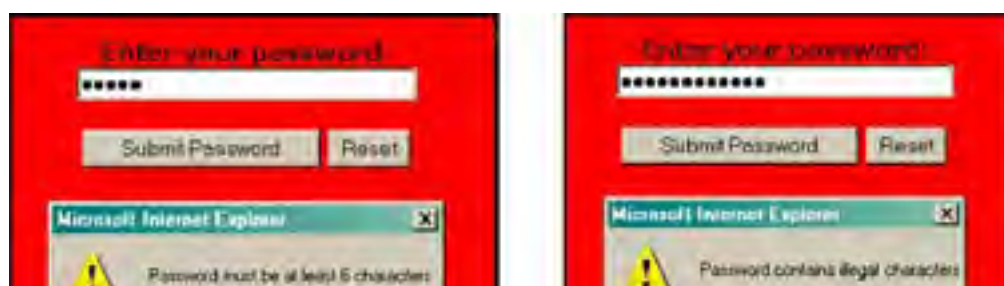 Enter your password:
•••••
Submit Password Reset
Microsoft Internet Explorer
Password must be at least 6 characters
Enter your password:
••••••••••••
Submit Password Reset
Microsoft Internet Explorer
Password contains illegal characters